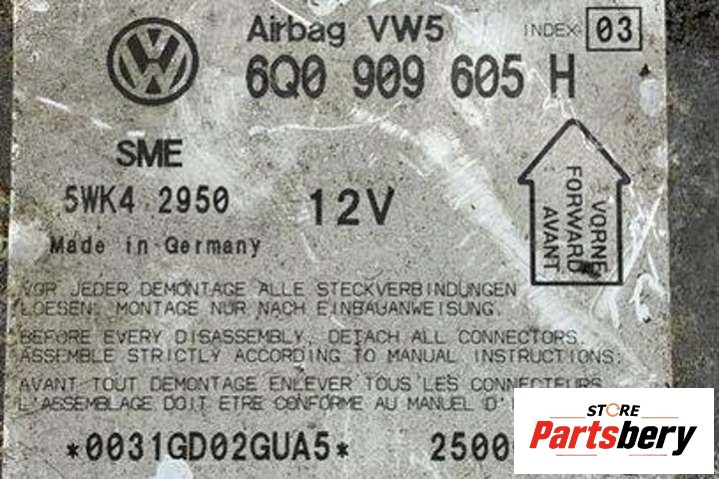 Airbag VW5 INDEX: 03
6Q0 909 605 H
SME
5WK4 2950 12V
Made in Germany
VORNE
FORWARD
AVANT
VOR JEDER DEMONTAGE ALLE STECKVERBINDUNGEN
LOESEN. MONTAGE NUR NACH EINBAUANWEISUNG.
BEFORE EVERY DISASSEMBLY, DETACH ALL CONNECTORS.
ASSEMBLE STRICTLY ACCORDING TO MANUAL INSTRUCTIONS.
AVANT TOUT DEMONTAGE ENLEVER TOUS LES CONNECTEURS
L'ASSEMBLAGE DOIT ETRE CONFORME AU MANUEL D'
*0031GD02GUA5* 2500
STORE
Partsbery